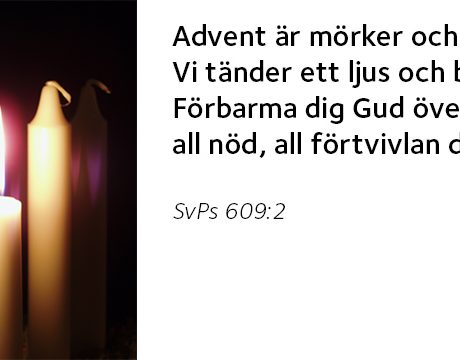 Advent är mörker och
Vi tänder ett ljus och
Förbarma dig Gud
all nöd, all förtvivlan
SvPs 609:2